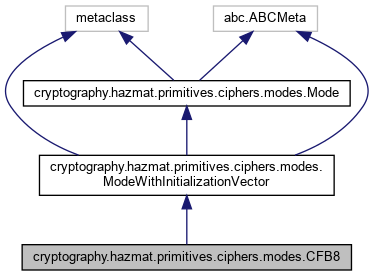 metaclass
abc.ABCMeta
cryptography.hazmat.primitives.ciphers.modes.Mode
cryptography.hazmat.primitives.ciphers.modes.
ModeWithInitializationVector
cryptography.hazmat.primitives.ciphers.modes.CFB8